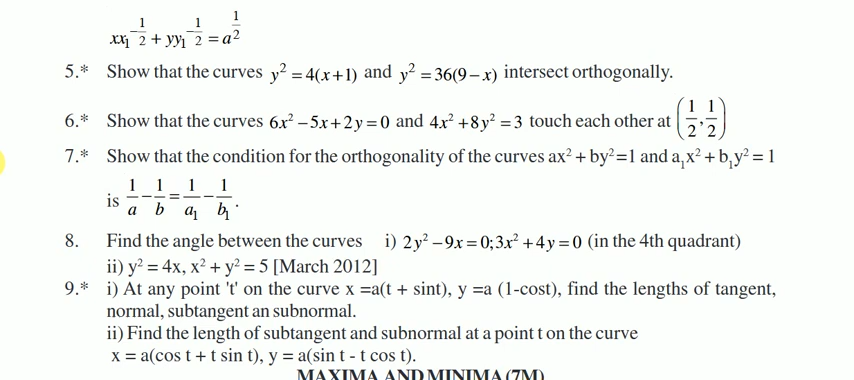 xx₁^(-1/2) + yy₁^(-1/2) = a^(1/2)
5.* Show that the curves y² = 4(x+1) and y² = 36(9 – x) intersect orthogonally.
6.* Show that the curves 6x² – 5x + 2y = 0 and 4x² + 8y² = 3 touch each other at (1/2, 1/2)
7.* Show that the condition for the orthogonality of the curves ax² + by²=1 and a₁x² + b₁y² = 1
is 1/a – 1/b = 1/a₁ – 1/b₁.
8. Find the angle between the curves i) 2y² – 9x = 0; 3x² + 4y = 0 (in the 4th quadrant)
ii) y² = 4x, x² + y² = 5 [March 2012]
9.* i) At any point 't' on the curve x =a(t + sint), y =a (1-cost), find the lengths of tangent,
normal, subtangent an subnormal.
ii) Find the length of subtangent and subnormal at a point t on the curve
x = a(cos t + t sin t), y = a(sin t - t cos t).
MAXIMA AND MINIMA (7M)